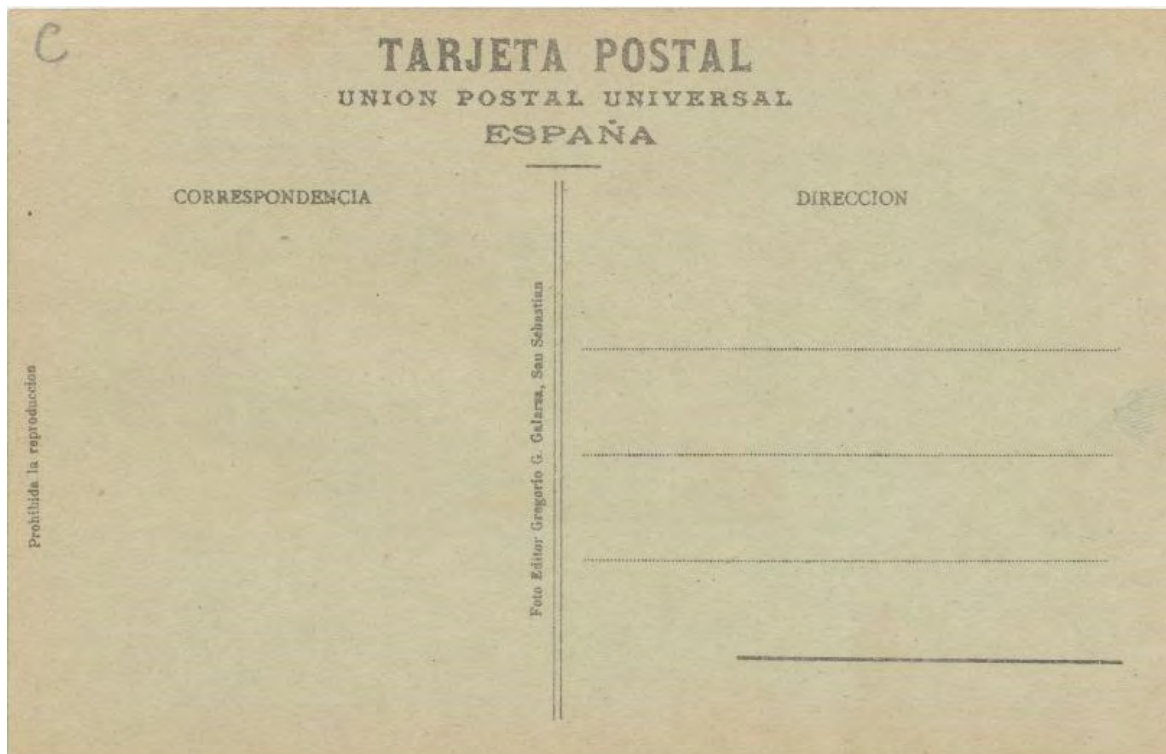 C
TARJETA POSTAL
UNION POSTAL UNIVERSAL
ESPAÑA
CORRESPONDENCIA
DIRECCION
Prohibida la reproduccion
Foto Editor Gregorio G. Galarza, San Sebastian